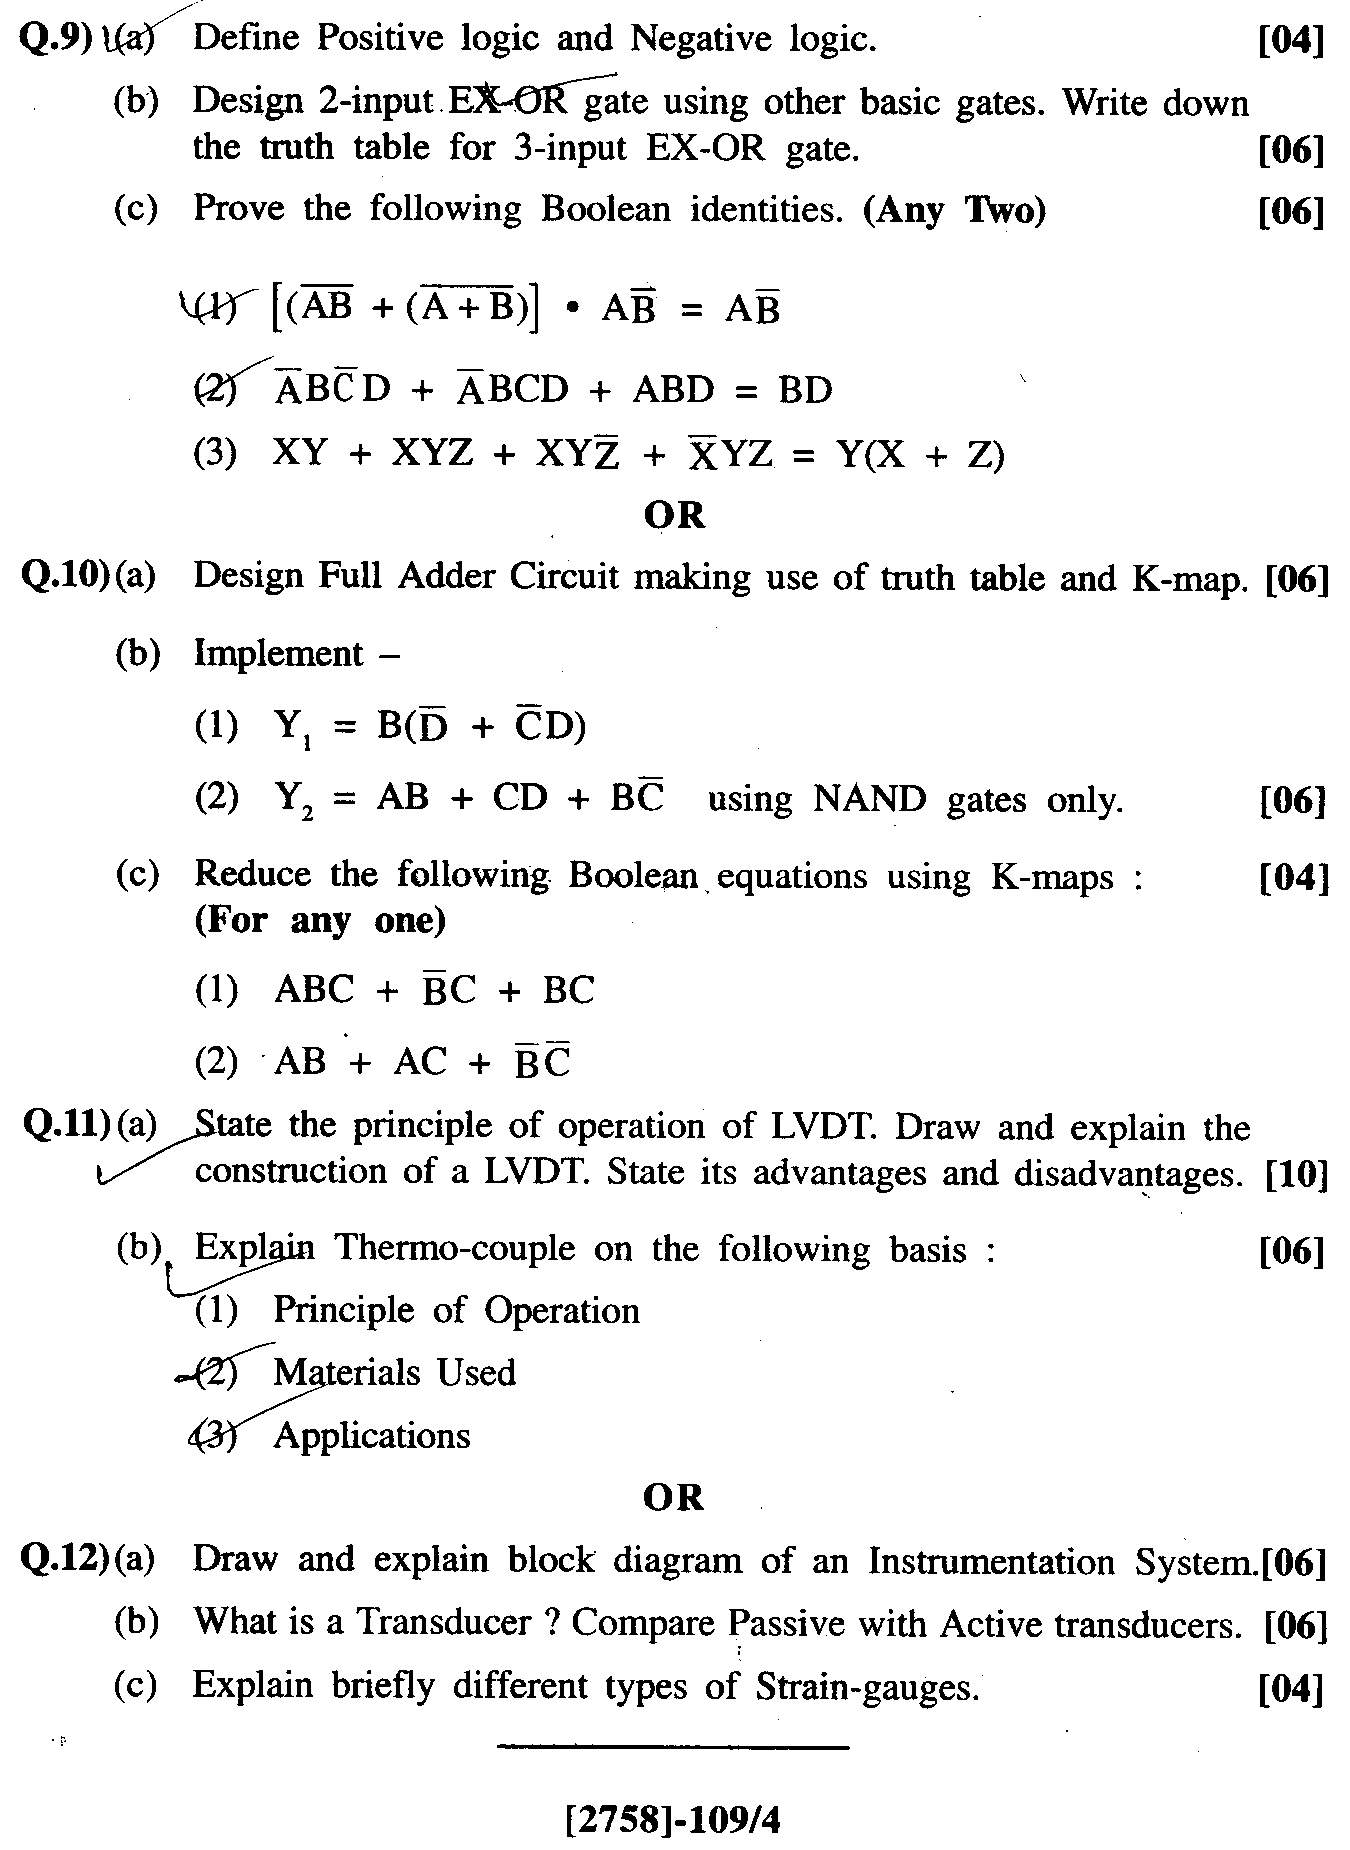 Q.9) (a) Define Positive logic and Negative logic. [04]
(b) Design 2-input EX-OR gate using other basic gates. Write down
the truth table for 3-input EX-OR gate. [06]
(c) Prove the following Boolean identities. (Any Two) [06]
(1) [(A̅B̅ + (A̅ ̅+̅ ̅B̅)] • AB̅ = AB̅
(2) A̅BC̅D + A̅BCD + ABD = BD
(3) XY + XYZ + XYZ̅ + X̅YZ = Y(X + Z)
OR
Q.10) (a) Design Full Adder Circuit making use of truth table and K-map. [06]
(b) Implement –
(1) Y₁ = B(D̅ + C̅D)
(2) Y₂ = AB + CD + BC̅ using NAND gates only. [06]
(c) Reduce the following Boolean equations using K-maps : [04]
(For any one)
(1) ABC + B̅C + BC
(2) AB + AC + B̅C̅
Q.11) (a) State the principle of operation of LVDT. Draw and explain the
construction of a LVDT. State its advantages and disadvantages. [10]
(b) Explain Thermo-couple on the following basis : [06]
(1) Principle of Operation
(2) Materials Used
(3) Applications
OR
Q.12) (a) Draw and explain block diagram of an Instrumentation System. [06]
(b) What is a Transducer ? Compare Passive with Active transducers. [06]
(c) Explain briefly different types of Strain-gauges. [04]
[2758]-109/4